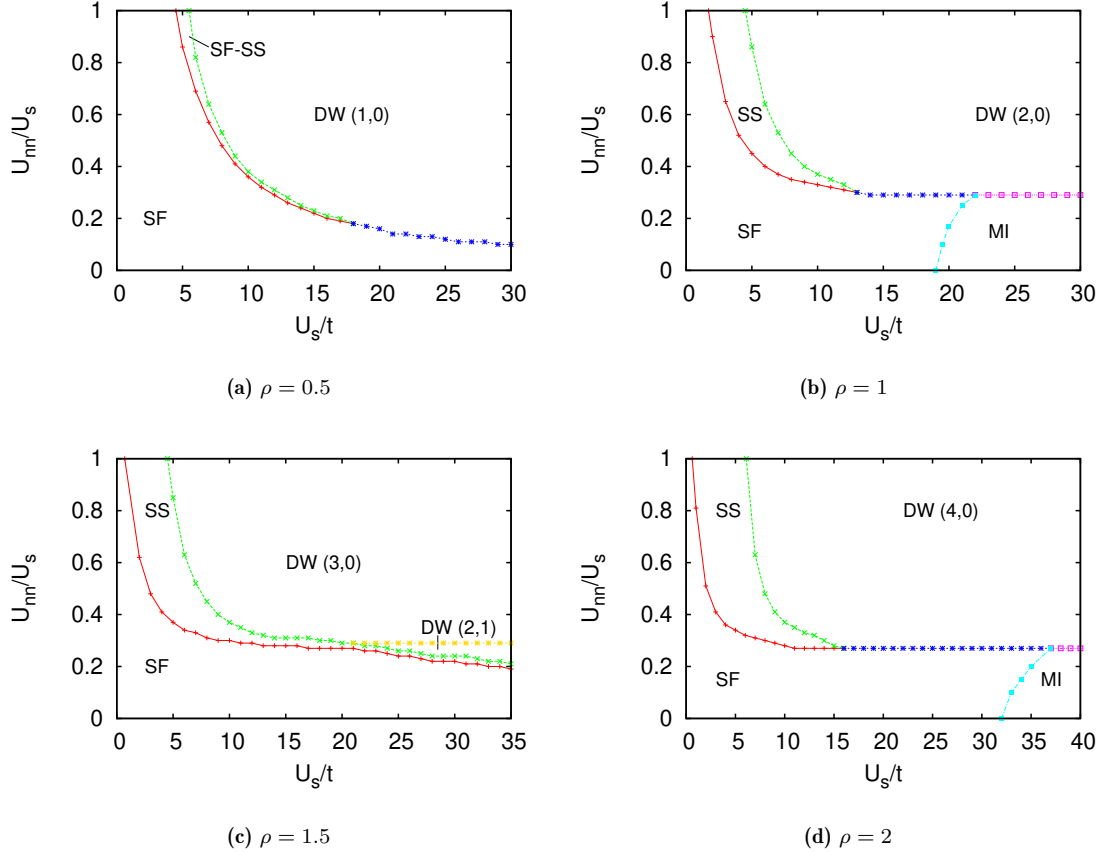 1
0.8
0.6
0.4
0.2
0
U_nn/U_s
SF-SS
DW (1,0)
SF
0 5 10 15 20 25 30
U_s/t
(a) ρ = 0.5
1
0.8
0.6
0.4
0.2
0
U_nn/U_s
SS
DW (2,0)
SF
MI
0 5 10 15 20 25 30
U_s/t
(b) ρ = 1
1
0.8
0.6
0.4
0.2
0
U_nn/U_s
SS
DW (3,0)
DW (2,1)
SF
0 5 10 15 20 25 30 35
U_s/t
(c) ρ = 1.5
1
0.8
0.6
0.4
0.2
0
U_nn/U_s
SS
DW (4,0)
SF
MI
0 5 10 15 20 25 30 35 40
U_s/t
(d) ρ = 2